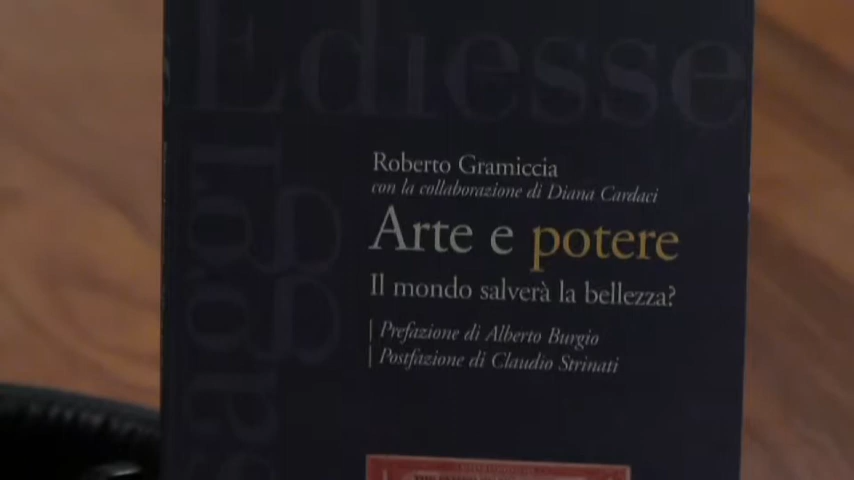 Ediesse
saggi
Roberto Gramiccia
con la collaborazione di Diana Cardaci
Arte e potere
Il mondo salverà la bellezza?
Prefazione di Alberto Burgio
Postfazione di Claudio Strinati